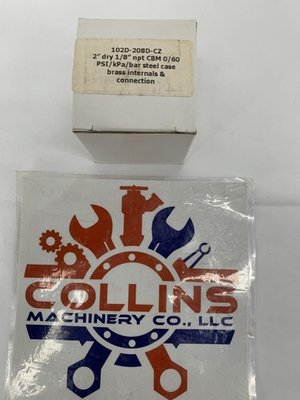 102D-208D-CZ
2" dry 1/8" npt CBM 0/60
PSI/kPa/bar steel case
brass internals &
connection
COLLINS
MACHINERY CO., LLC